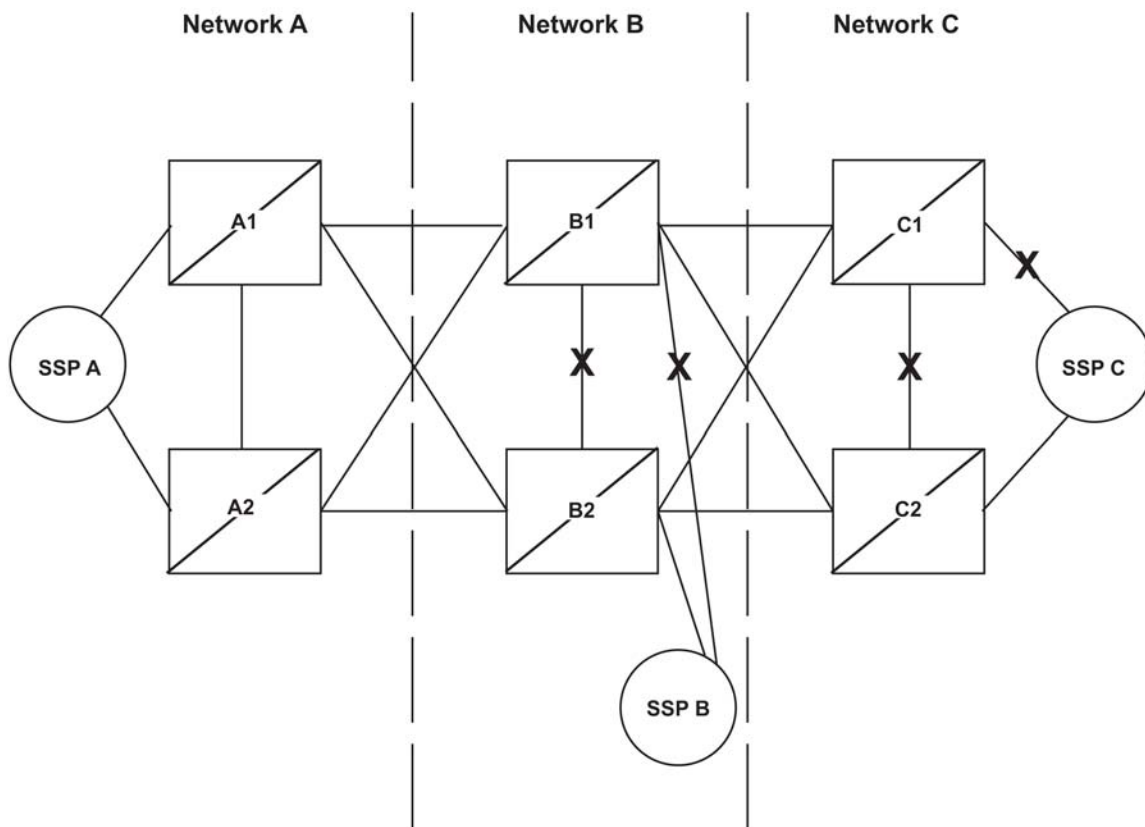 Network A
Network B
Network C
A1
B1
C1
X
SSP A
X
X
X
SSP C
A2
B2
C2
SSP B